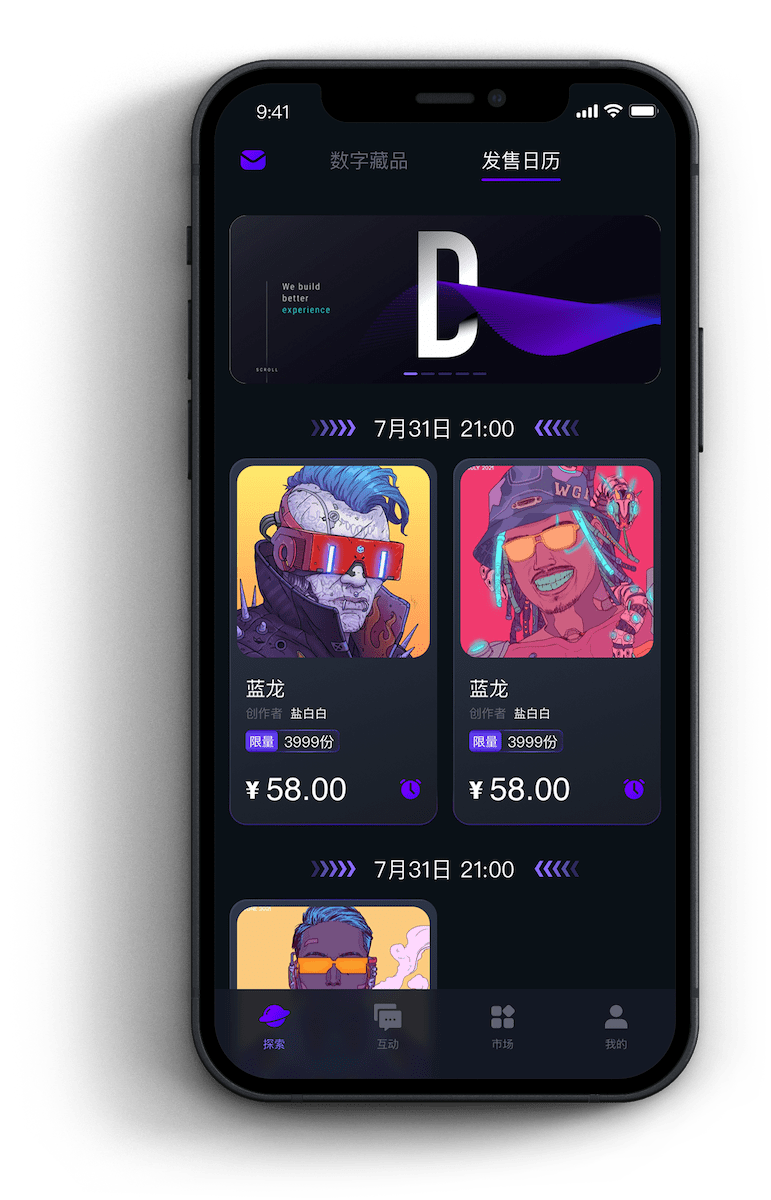 9:41
数字藏品 发售日历
We build
better
experience
D
SCROLL
7月31日 21:00
JULY 2021
WGM
蓝龙 蓝龙
创作者 盐白白 创作者 盐白白
限量 3999份 限量 3999份
¥ 58.00 ¥ 58.00
7月31日 21:00
探索 互动 市场 我的